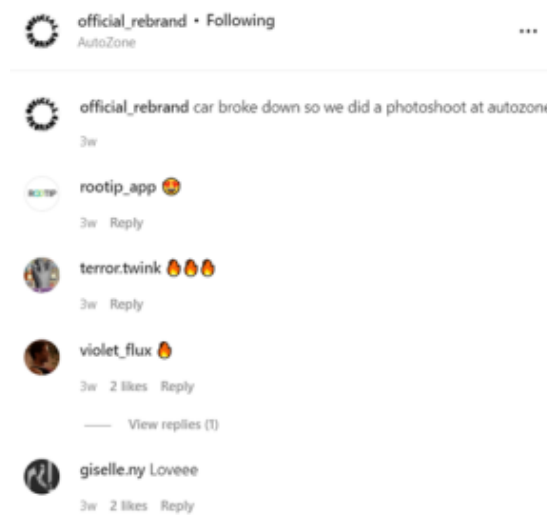 official_rebrand • Following
AutoZone
official_rebrand car broke down so we did a photoshoot at autozone
3w
rootip_app 😍
3w Reply
terror.twink 🔥🔥🔥
3w Reply
violet_flux 🔥
3w 2 likes Reply
View replies (1)
giselle.ny Loveee
3w 2 likes Reply